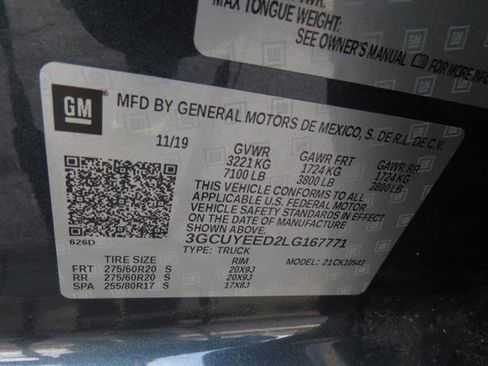 MAX TONGUE WEIGHT:
SEE OWNER'S MANUAL FOR MORE INFO
GM
MFD BY GENERAL MOTORS DE MEXICO, S. DE R.L. DE C.V.
11/19 GVWR GAWR FRT GAWR RR
3221 KG 1724 KG 1724 KG
7100 LB 3800 LB 3800 LB
THIS VEHICLE CONFORMS TO ALL
APPLICABLE U.S. FEDERAL MOTOR
VEHICLE SAFETY STANDARDS IN EFFECT
ON THE DATE OF MANUFACTURE
SHOWN ABOVE.
3GCUYEED2LG167771
626D
TYPE: TRUCK MODEL: 21CK10543
TIRE SIZE RIM
FRT 275/60R20 S 20X9J
RR 275/60R20 S 20X9J
SPA 255/80R17 S 17X8J